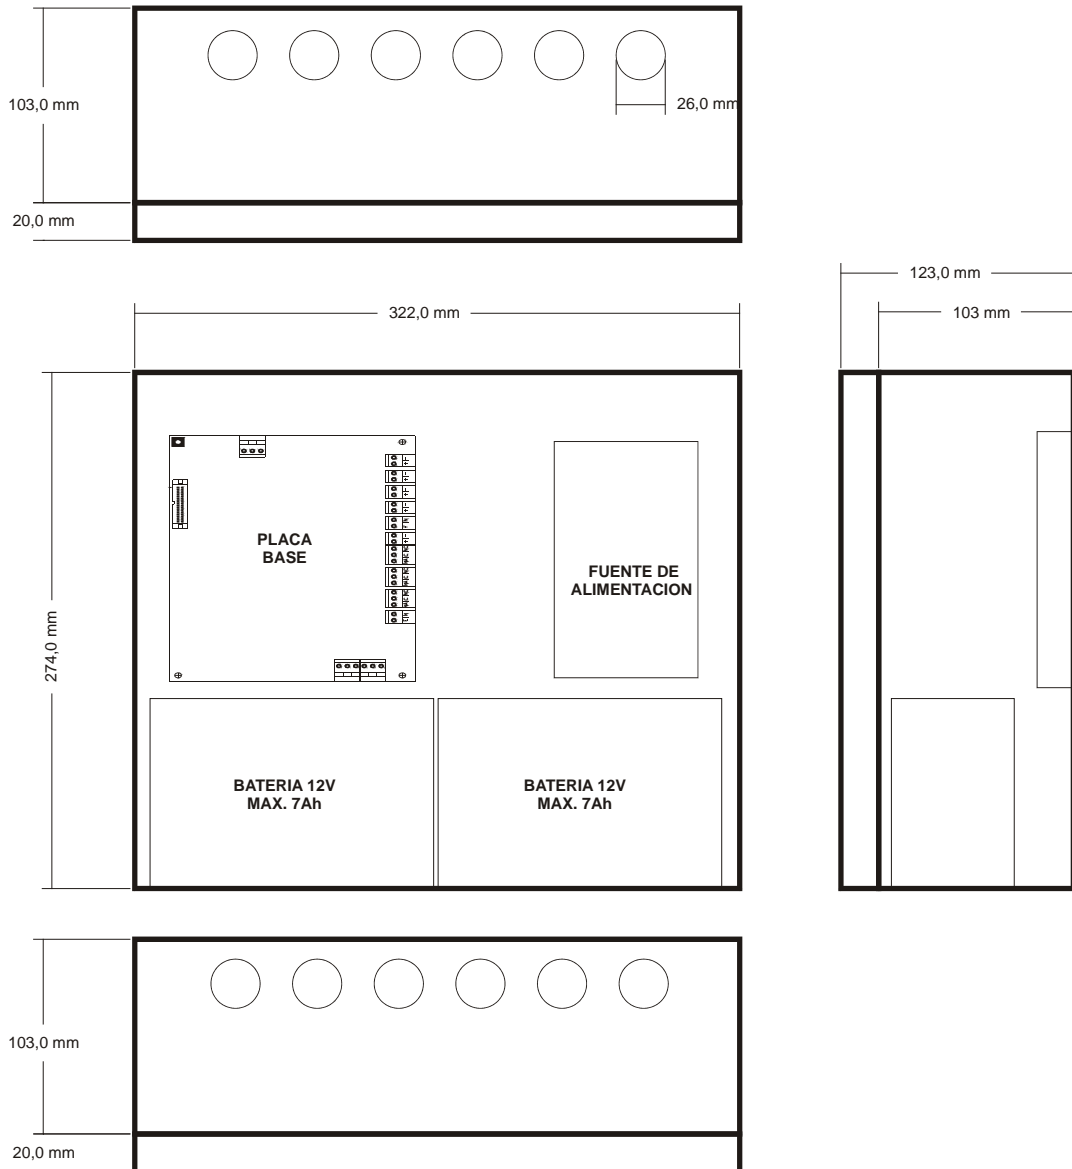 103,0 mm
26,0 mm
20,0 mm
123,0 mm
322,0 mm
103 mm
274,0 mm
PLACA
BASE
FUENTE DE
ALIMENTACION
BATERIA 12V
MAX. 7Ah
BATERIA 12V
MAX. 7Ah
103,0 mm
20,0 mm